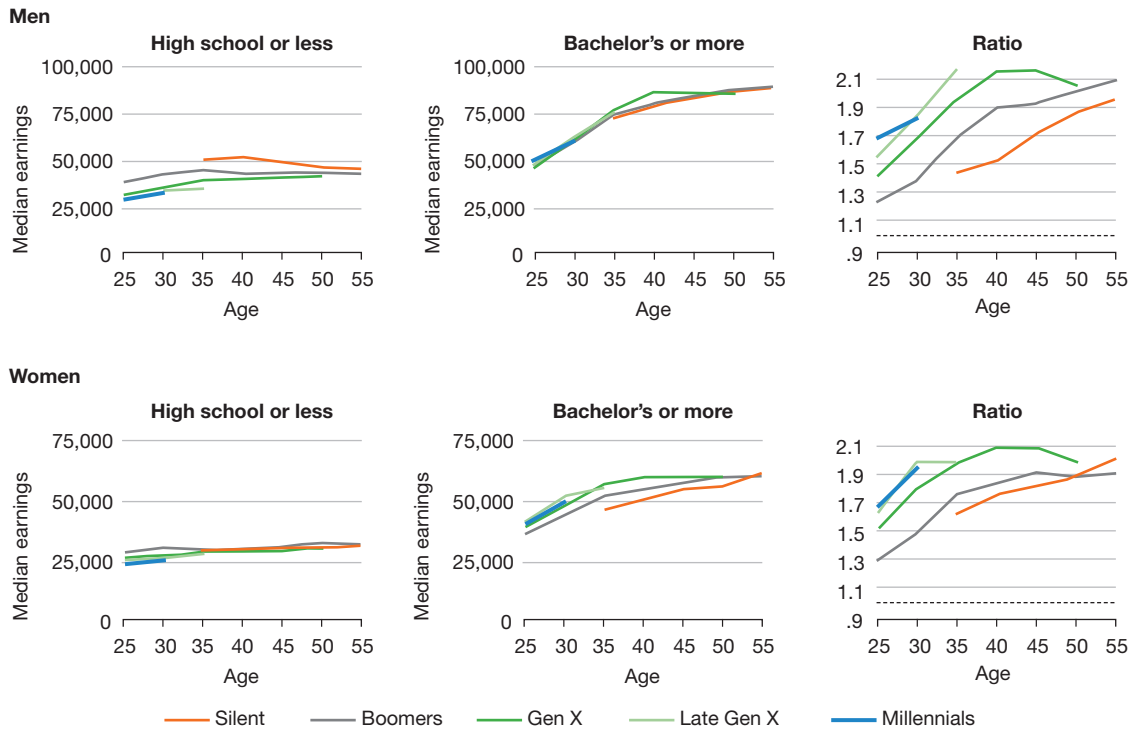 Men
High school or less
Bachelor's or more
Ratio
Median earnings
100,000
75,000
50,000
25,000
0
25 30 35 40 45 50 55
Age
Median earnings
100,000
75,000
50,000
25,000
0
25 30 35 40 45 50 55
Age
2.1
1.9
1.7
1.5
1.3
1.1
.9
25 30 35 40 45 50 55
Age
Women
High school or less
Bachelor's or more
Ratio
Median earnings
75,000
50,000
25,000
0
25 30 35 40 45 50 55
Age
Median earnings
75,000
50,000
25,000
0
25 30 35 40 45 50 55
Age
2.1
1.9
1.7
1.5
1.3
1.1
.9
25 30 35 40 45 50 55
Age
Silent Boomers Gen X Late Gen X Millennials